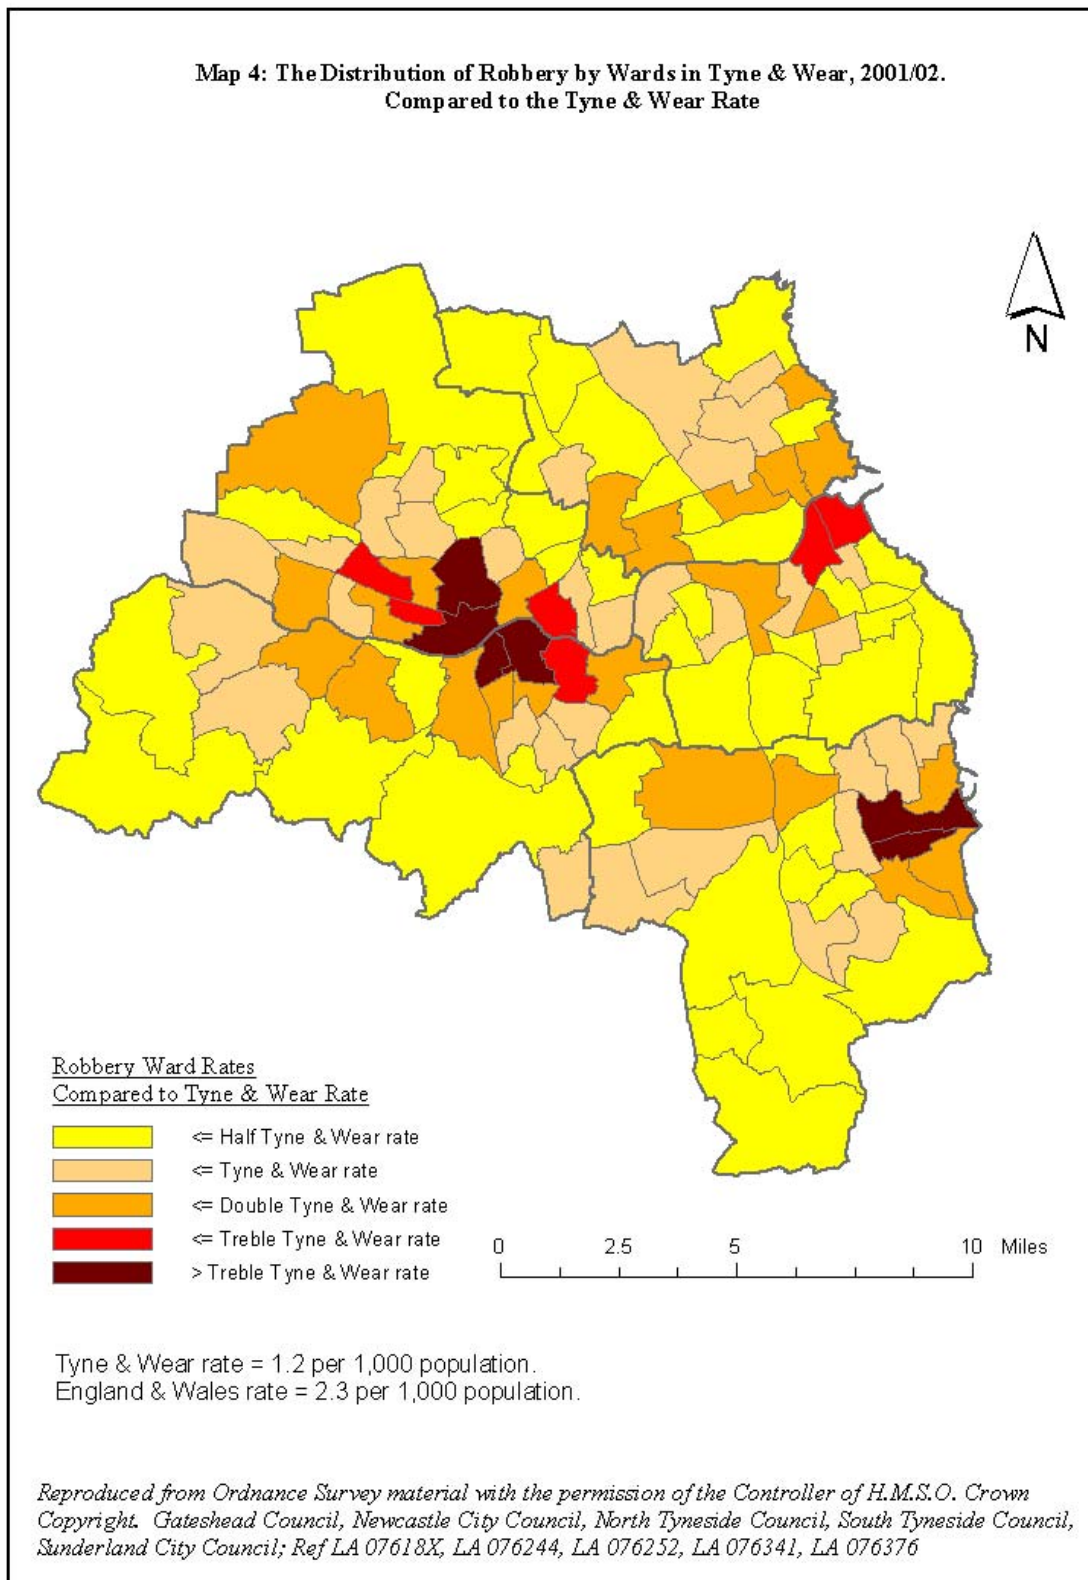 Map 4: The Distribution of Robbery by Wards in Tyne & Wear, 2001/02.
Compared to the Tyne & Wear Rate
N
Robbery Ward Rates
Compared to Tyne & Wear Rate
<= Half Tyne & Wear rate
<= Tyne & Wear rate
<= Double Tyne & Wear rate
<= Treble Tyne & Wear rate
> Treble Tyne & Wear rate
0 2.5 5 10 Miles
Tyne & Wear rate = 1.2 per 1,000 population.
England & Wales rate = 2.3 per 1,000 population.
Reproduced from Ordnance Survey material with the permission of the Controller of H.M.S.O. Crown
Copyright. Gateshead Council, Newcastle City Council, North Tyneside Council, South Tyneside Council,
Sunderland City Council; Ref LA 07618X, LA 076244, LA 076252, LA 076341, LA 076376